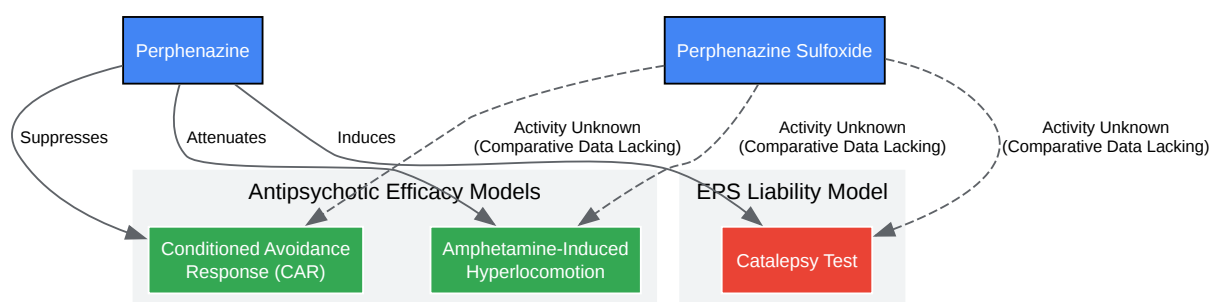 Perphenazine
Perphenazine Sulfoxide
Suppresses
Attenuates
Induces
Activity Unknown
(Comparative Data Lacking)
Activity Unknown
(Comparative Data Lacking)
Activity Unknown
(Comparative Data Lacking)
Antipsychotic Efficacy Models
EPS Liability Model
Conditioned Avoidance
Response (CAR)
Amphetamine-Induced
Hyperlocomotion
Catalepsy Test